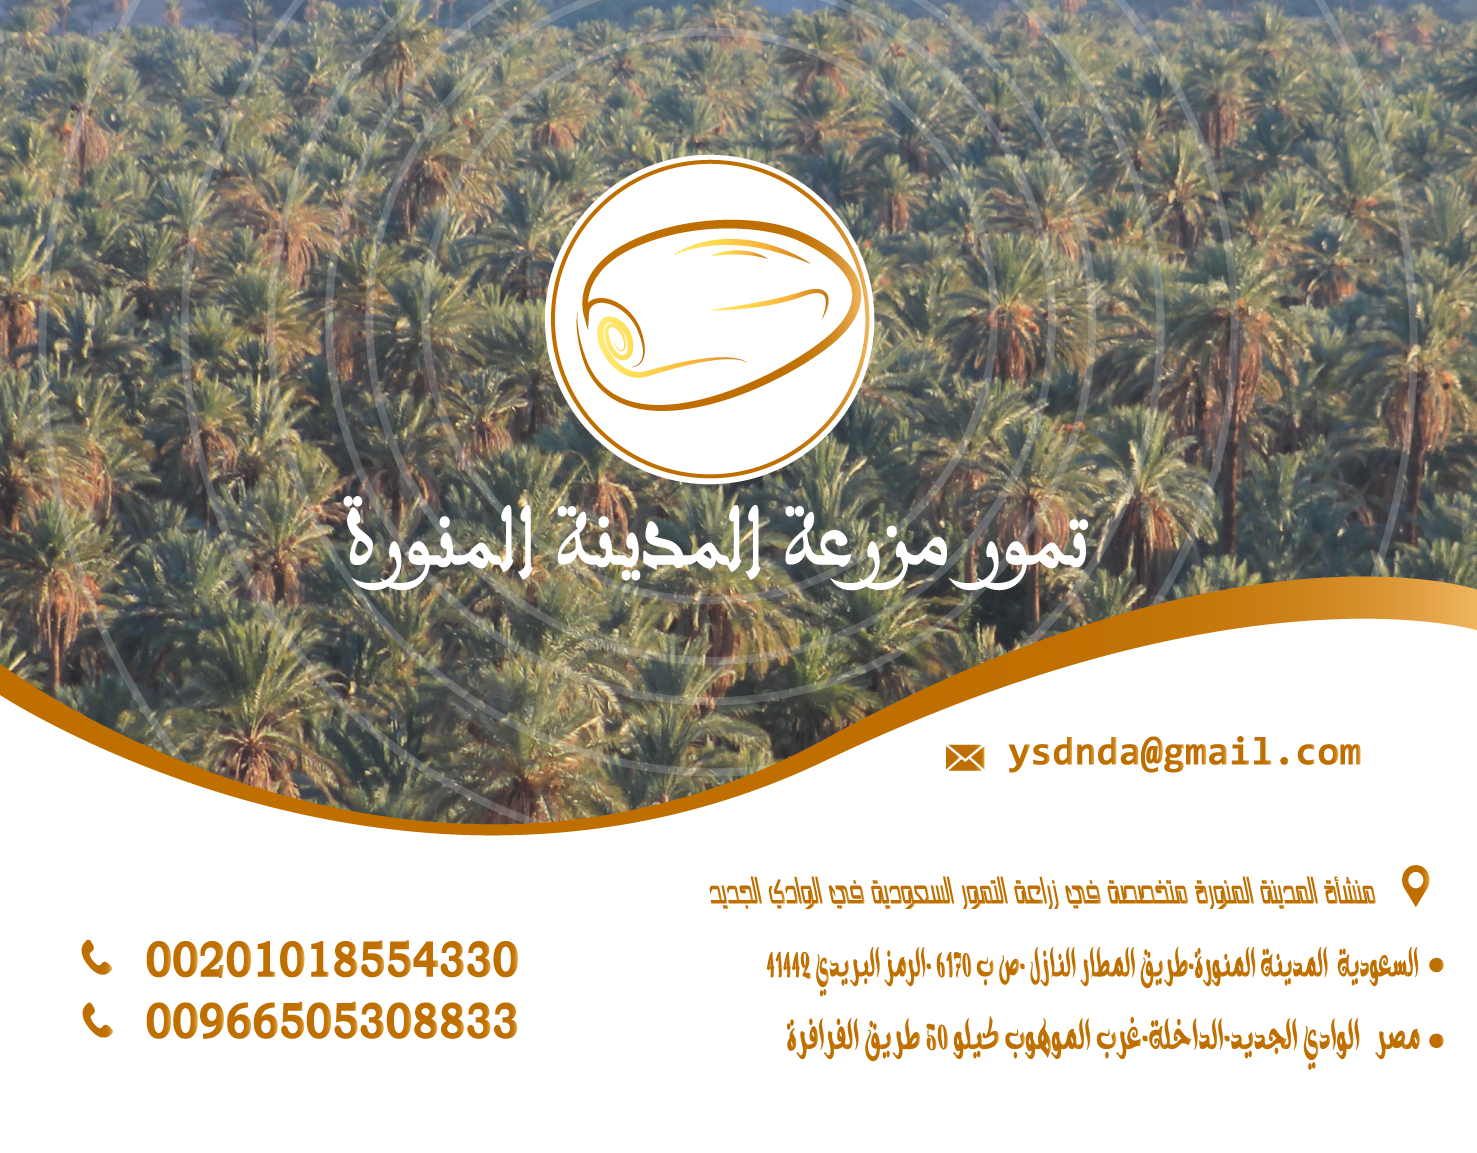 تمور مزرعة المدينة المنورة
ysdnda@gmail.com
منشأة المدينة المنورة متخصصة في زراعة التمور السعودية في الوادي الجديد
السعودية المدينة المنورة-طريق المطار النازل -ص ب 6170 -الرمز البريدي 41442
مصر الوادي الجديد-الداخلة-غرب الموهوب كيلو 50 طريق الفرافرة
00201018554330
00966505308833